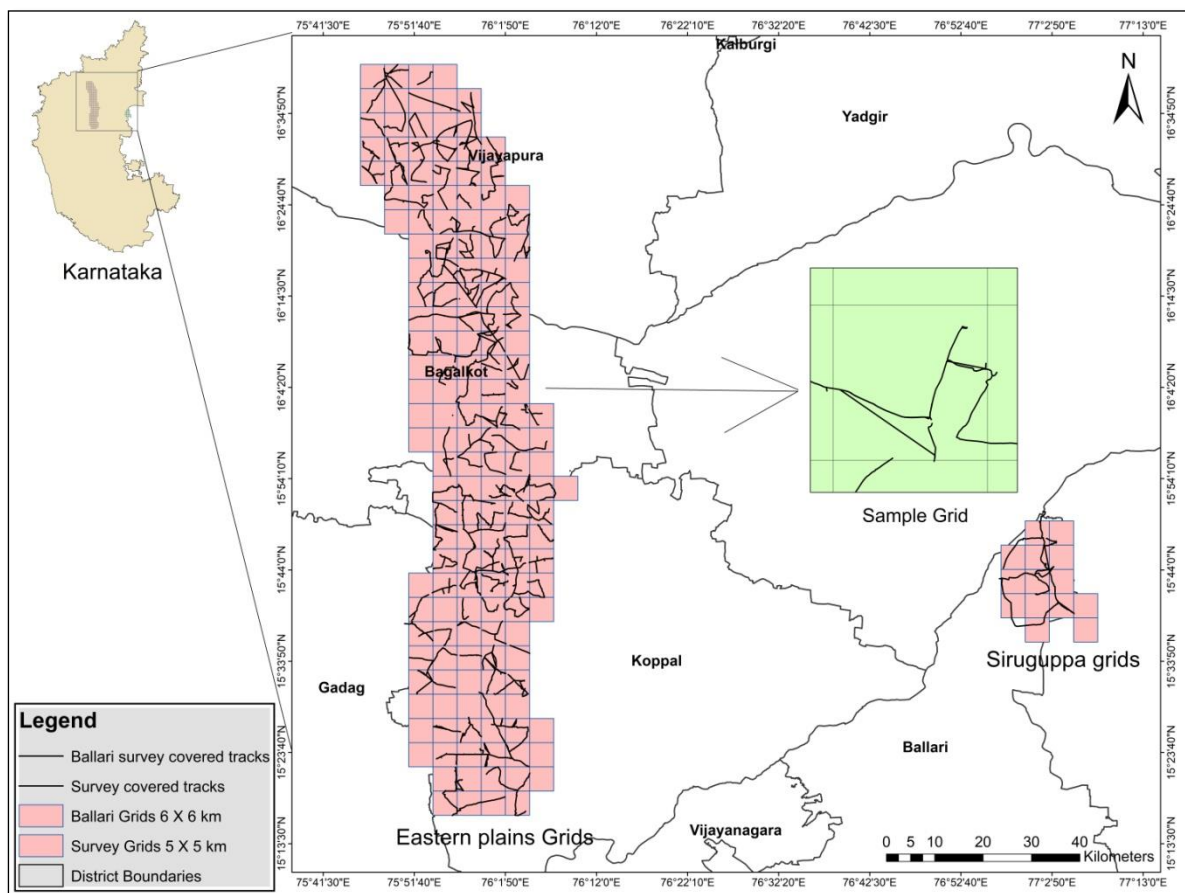 75°41'30"E 75°51'40"E 76°1'50"E 76°12'0"E 76°22'10"E 76°32'20"E 76°42'30"E 76°52'40"E 77°2'50"E 77°13'0"E
Kalburgi
N
16°34'50"N
Yadgir
16°34'50"N
Vijayapura
16°24'40"N
16°24'40"N
Karnataka
16°14'30"N
16°14'30"N
Bagalkot
16°4'20"N
16°4'20"N
15°54'10"N
15°54'10"N
Sample Grid
15°44'0"N
15°44'0"N
Siruguppa grids
Koppal
15°33'50"N
15°33'50"N
Gadag
Legend
Ballari survey covered tracks
Survey covered tracks
Ballari Grids 6 X 6 km
Survey Grids 5 X 5 km
District Boundaries
Ballari
15°23'40"N
15°23'40"N
Eastern plains Grids
Vijayanagara
15°13'30"N
15°13'30"N
0 5 10 20 30 40
Kilometers
75°41'30"E 75°51'40"E 76°1'50"E 76°12'0"E 76°22'10"E 76°32'20"E 76°42'30"E 76°52'40"E 77°2'50"E 77°13'0"E